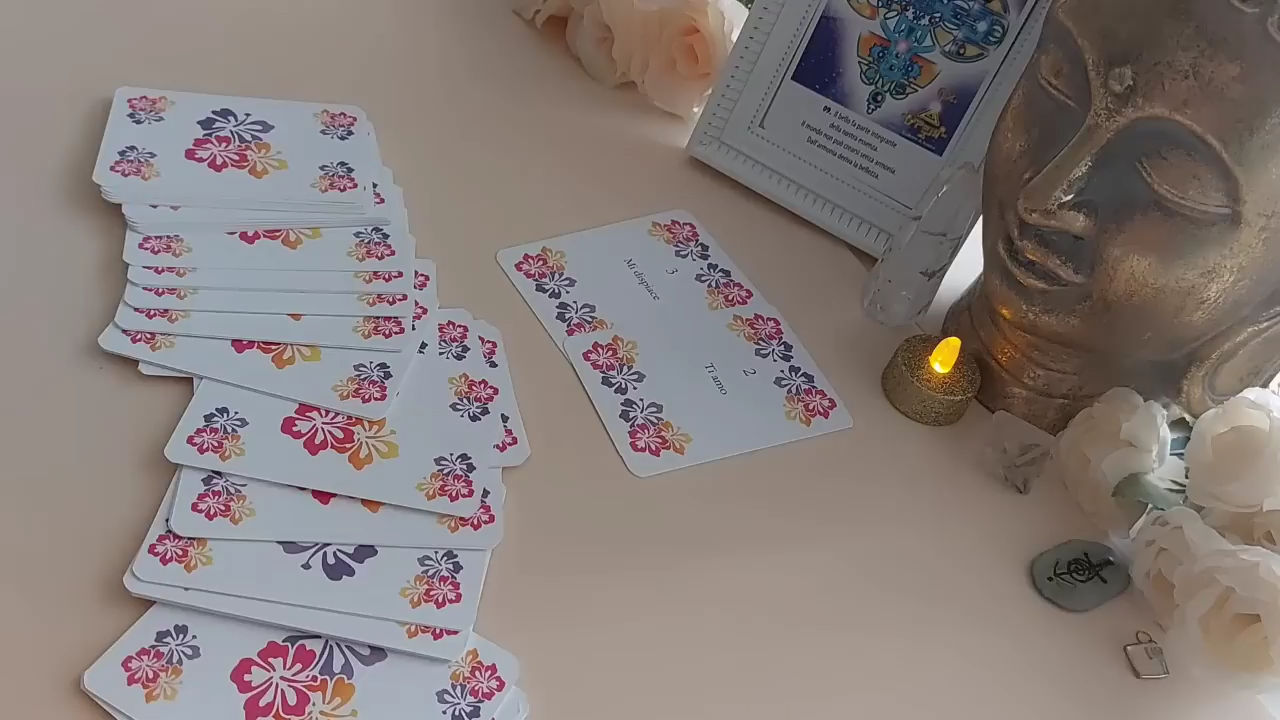 09. Il bello fa parte integrante
della nostra essenza.
Il mondo non può crearsi senza armonia
Dall'armonia deriva la bellezza.
3
Mi dispiace
2
Ti amo